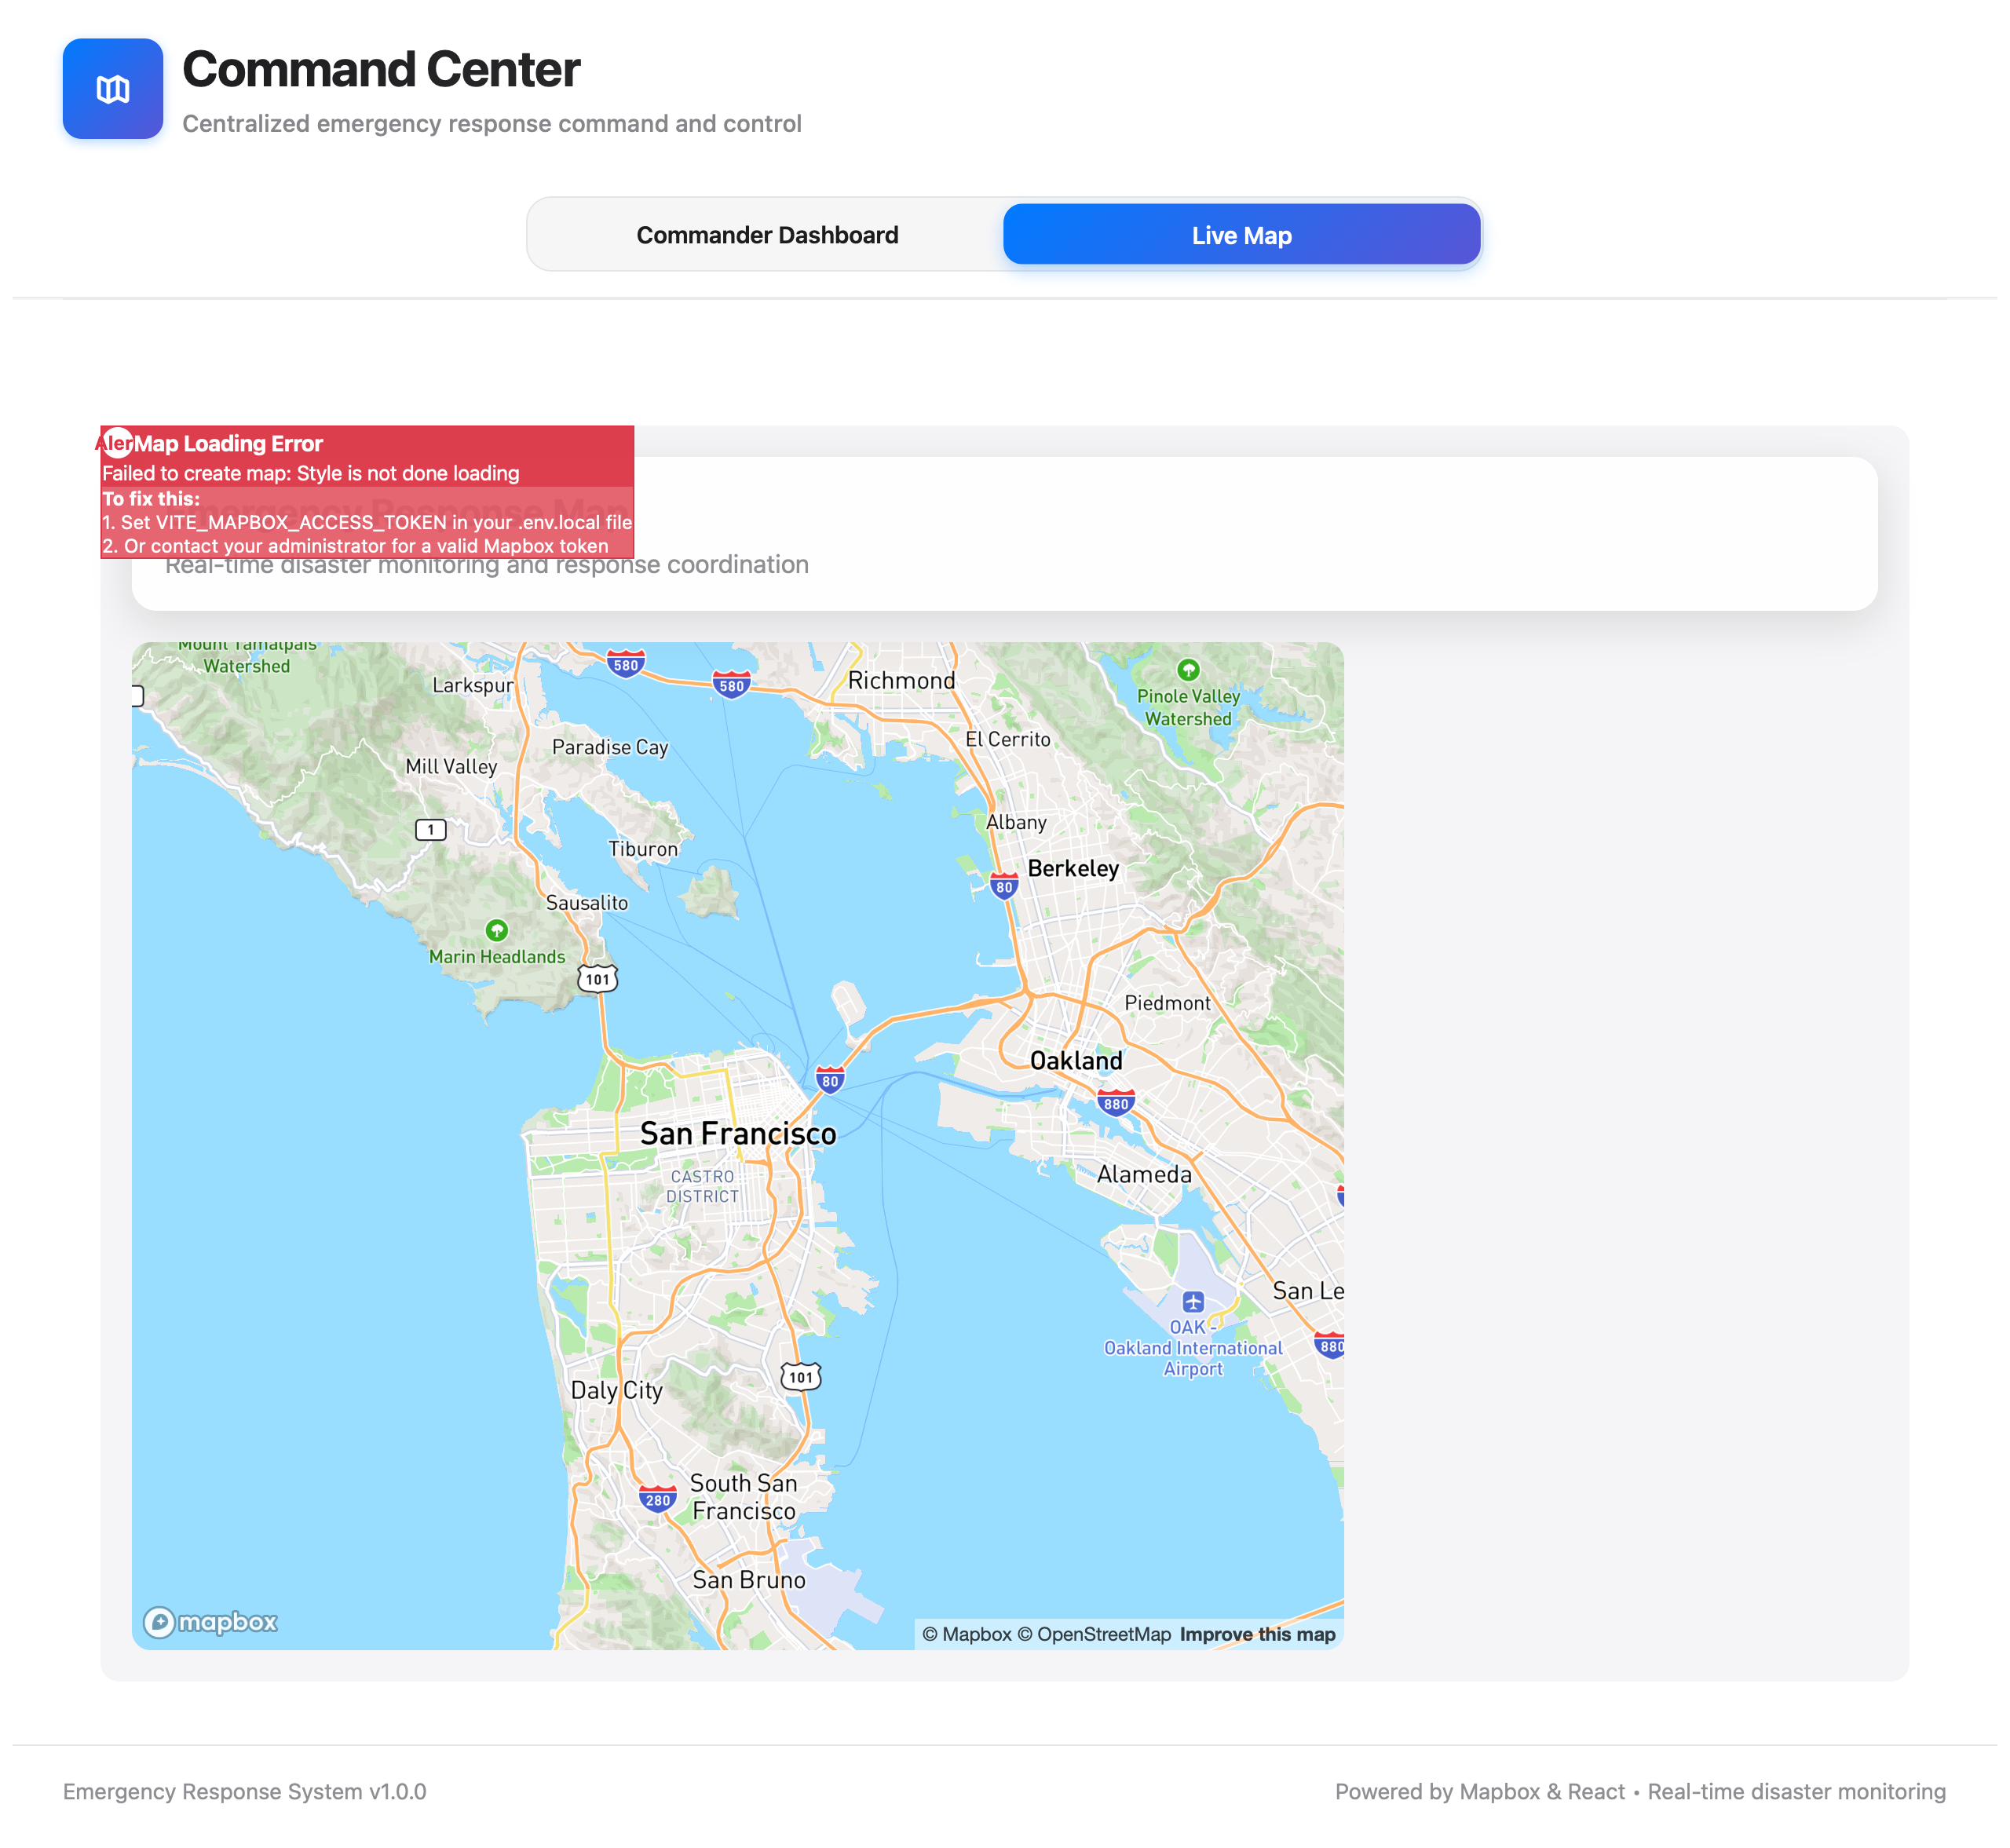 Command Center
Centralized emergency response command and control
Commander Dashboard
Live Map
Aler
Map Loading Error
Failed to create map: Style is not done loading
To fix this:
1. Set VITE_MAPBOX_ACCESS_TOKEN in your .env.local file
2. Or contact your administrator for a valid Mapbox token
Emergency Response Map
Real-time disaster monitoring and response coordination
Mount Tamalpais
Watershed
580
580
Larkspur
Richmond
Pinole Valley
Watershed
El Cerrito
Paradise Cay
Mill Valley
1
Albany
Tiburon
Berkeley
80
Sausalito
Marin Headlands
101
Piedmont
Oakland
80
880
San Francisco
CASTRO
DISTRICT
Alameda
San Le
OAK -
Oakland International
Airport
880
101
Daly City
South San
Francisco
280
San Bruno
mapbox
© Mapbox © OpenStreetMap Improve this map
Emergency Response System v1.0.0
Powered by Mapbox & React • Real-time disaster monitoring